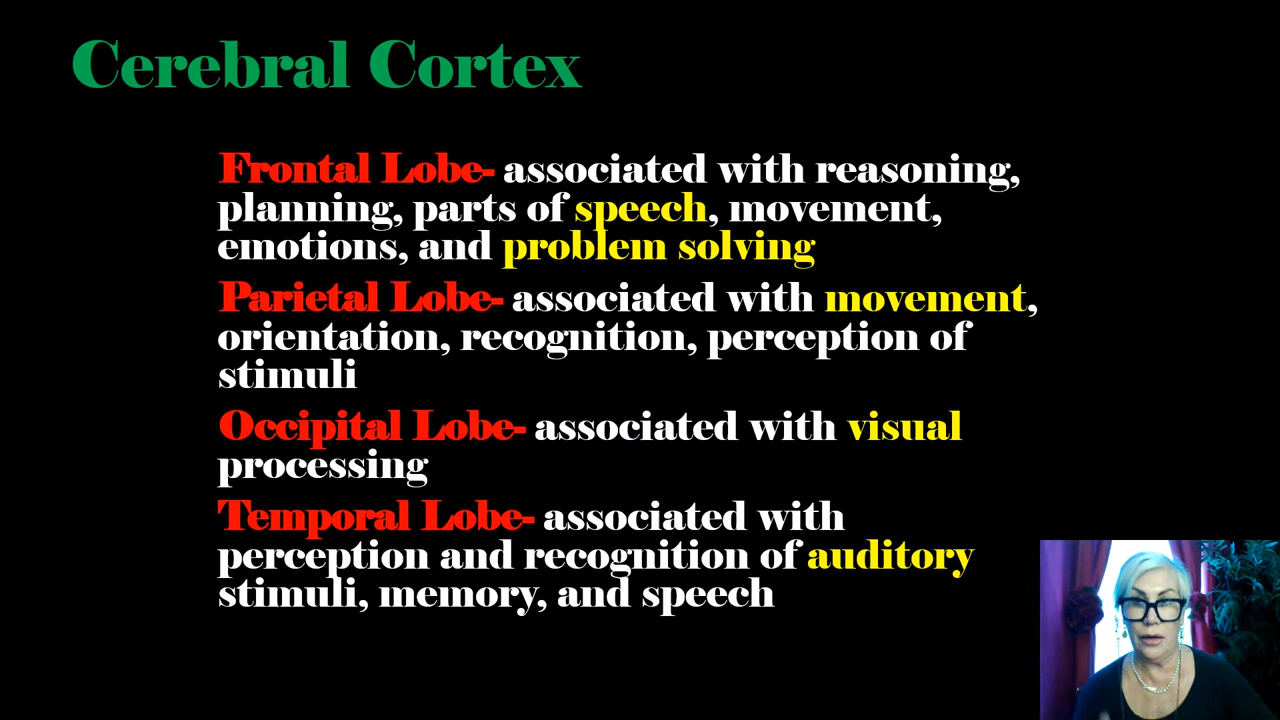 Cerebral Cortex
Frontal Lobe- associated with reasoning,
planning, parts of speech, movement,
emotions, and problem solving
Parietal Lobe- associated with movement,
orientation, recognition, perception of
stimuli
Occipital Lobe- associated with visual
processing
Temporal Lobe- associated with
perception and recognition of auditory
stimuli, memory, and speech